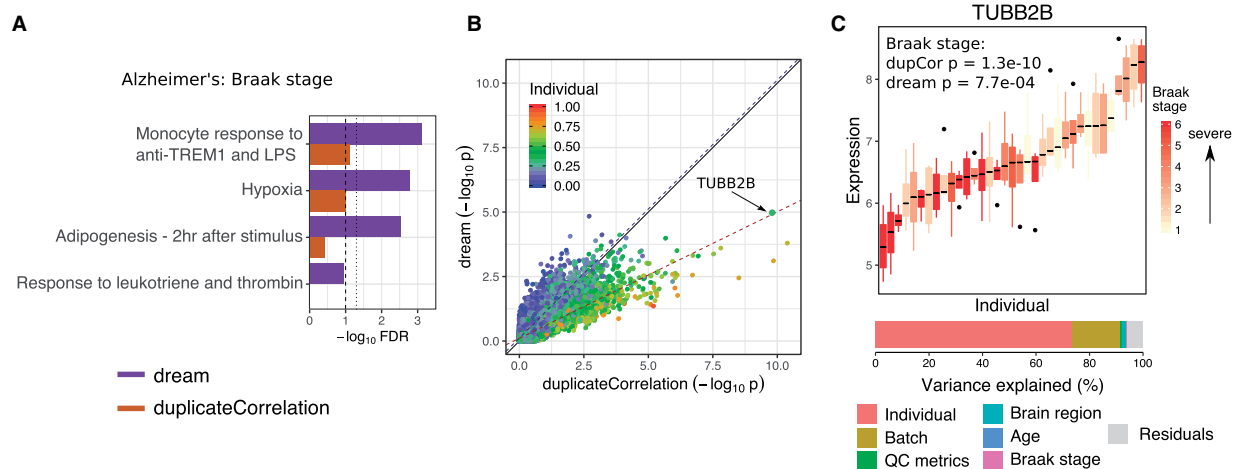 A
Alzheimer's: Braak stage
Monocyte response to
anti-TREM1 and LPS
Hypoxia
Adipogenesis - 2hr after stimulus
Response to leukotriene and thrombin
0 1 2 3
−log10 FDR
dream
duplicateCorrelation
B
Individual
1.00
0.75
0.50
0.25
0.00
TUBB2B
10.0
7.5
5.0
2.5
0.0
dream (−log10 p)
0.0 2.5 5.0 7.5 10.0
duplicateCorrelation (−log10 p)
C
TUBB2B
Braak stage:
dupCor p = 1.3e-10
dream p = 7.7e-04
8
7
6
5
Expression
Individual
Braak
stage
6
5
4
3
2
1
severe
0 20 40 60 80 100
Variance explained (%)
Individual
Batch
QC metrics
Brain region
Age
Braak stage
Residuals